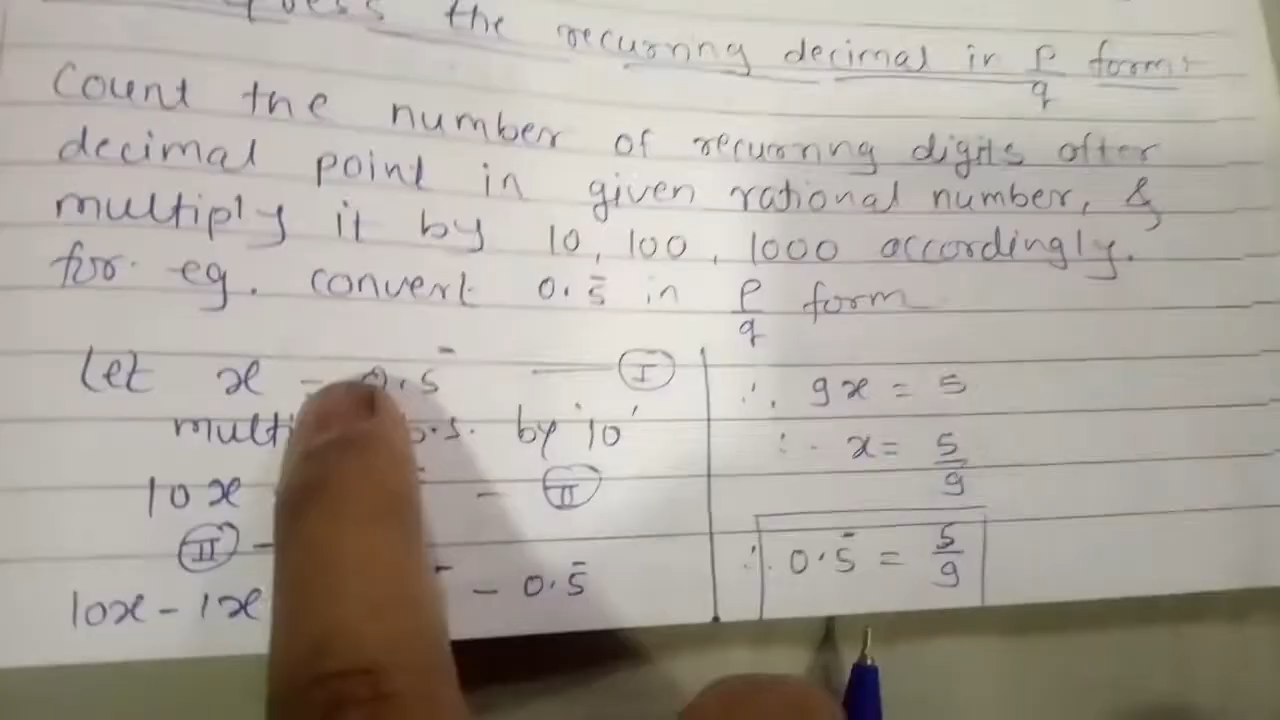 the recurring decimal in p/q form:
Count the number of recurring digits after
decimal point in given rational number, &
multiply it by 10, 100, 1000 accordingly.
for eg. convert 0.5̄ in p/q form
Let x = 0.5̄ — I
by 10
10x — II
II −
10x − 1x − 0.5̄
∴ 9x = 5
∴ x = 5/9
∴ 0.5̄ = 5/9